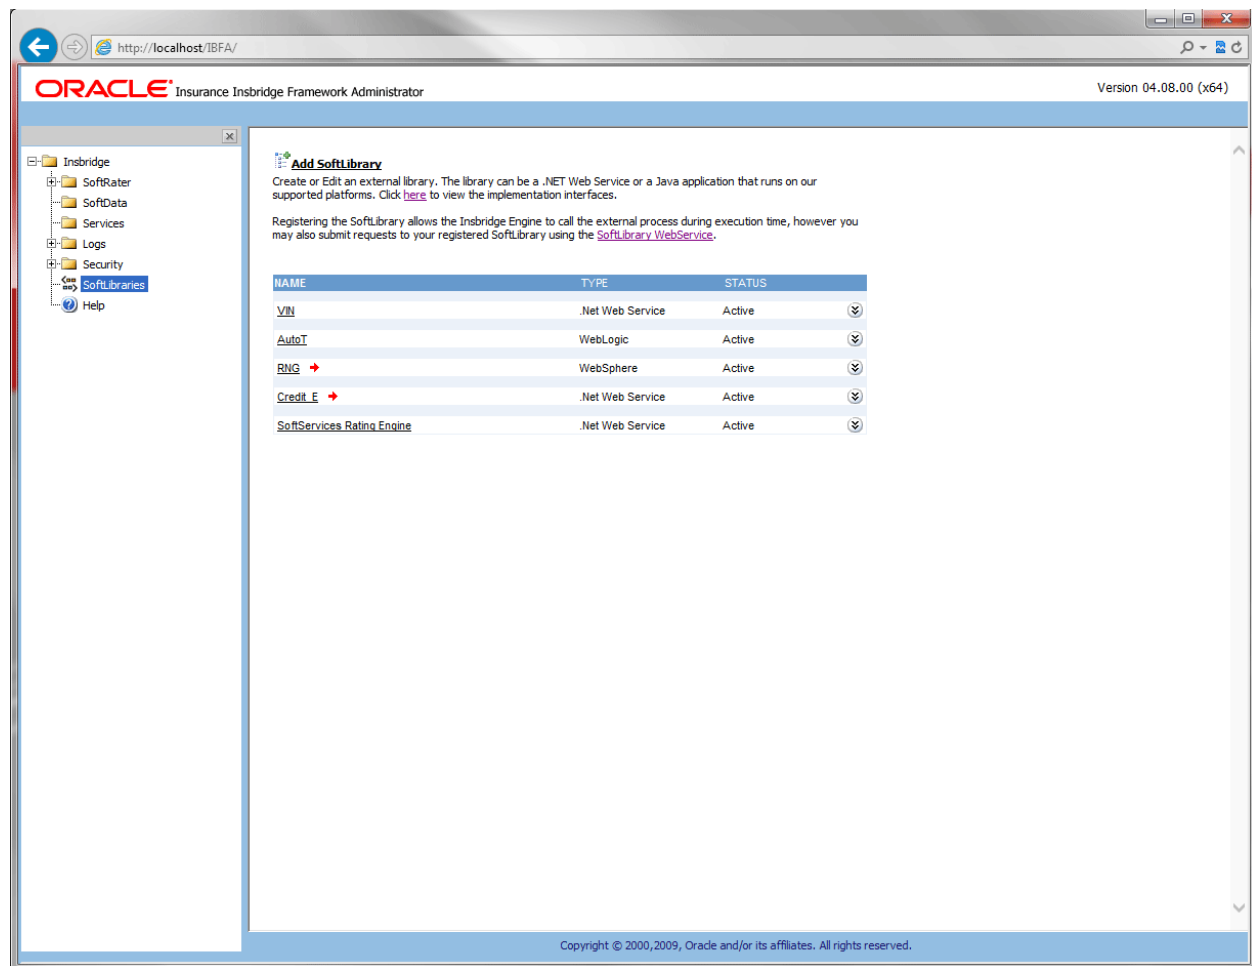 http://localhost/IBFA/
ORACLE Insurance Insbridge Framework Administrator
Version 04.08.00 (x64)
Insbridge
SoftRater
SoftData
Services
Logs
Security
SoftLibraries
Help
Add SoftLibrary
Create or Edit an external library. The library can be a .NET Web Service or a Java application that runs on our
supported platforms. Click here to view the implementation interfaces.
Registering the SoftLibrary allows the Insbridge Engine to call the external process during execution time, however you
may also submit requests to your registered SoftLibrary using the SoftLibrary WebService.
NAME TYPE STATUS
VIN .Net Web Service Active
AutoT WebLogic Active
RNG WebSphere Active
Credit_E .Net Web Service Active
SoftServices Rating Engine .Net Web Service Active
Copyright © 2000,2009, Oracle and/or its affiliates. All rights reserved.